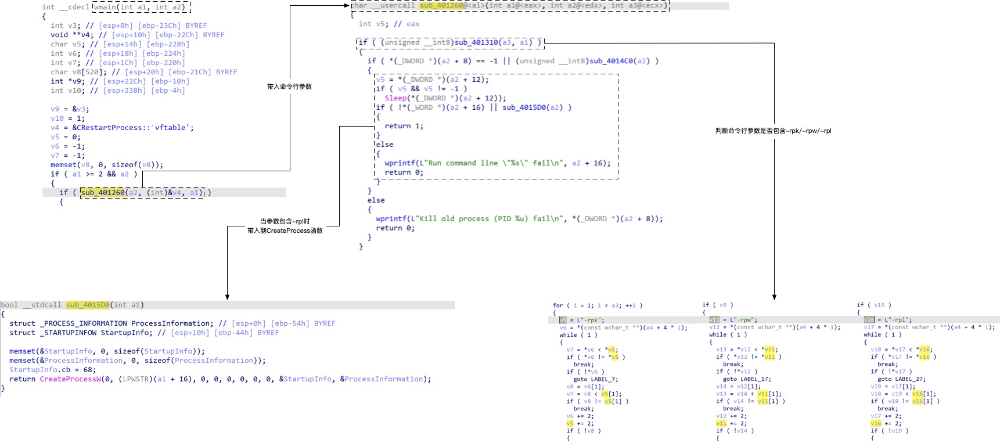 int __cdecl wmain(int a1, int a2)
{
int v3; // [esp+0h] [ebp-23Ch] BYREF
void **v4; // [esp+10h] [ebp-22Ch] BYREF
char v5; // [esp+14h] [ebp-228h]
int v6; // [esp+18h] [ebp-224h]
int v7; // [esp+1Ch] [ebp-220h]
char v8[520]; // [esp+20h] [ebp-21Ch] BYREF
int *v9; // [esp+22Ch] [ebp-10h]
int v10; // [esp+238h] [ebp-4h]
v9 = &v3;
v10 = 1;
v4 = &CRestartProcess::`vftable';
v5 = 0;
v6 = -1;
v7 = -1;
memset(v8, 0, sizeof(v8));
if ( a1 >= 2 && a2 )
{
if ( sub_401260(a2, (int)&v4, a1) )
{
带入命令行参数
char __usercall sub_401260@<al>(int a1@<eax>, int a2@<edx>, int a3@<ecx>)
{
int v5; // eax
if ( (unsigned __int8)sub_401310(a3, a1) )
{
if ( *(_DWORD *)(a2 + 8) == -1 || (unsigned __int8)sub_4014C0(a2) )
{
v5 = *(_DWORD *)(a2 + 12);
if ( v5 && v5 != -1 )
Sleep(*(_DWORD *)(a2 + 12));
if ( !*(_WORD *)(a2 + 16) || sub_4015D0(a2) )
{
return 1;
}
else
{
wprintf(L"Run command line \"%s\" fail\n", a2 + 16);
return 0;
}
}
else
{
wprintf(L"Kill old process (PID %u) fail\n", *(_DWORD *)(a2 + 8));
return 0;
}
}
判断命令行参数是否包含-rpk/-rpw/-rpl
当参数包含-rpl时
带入到CreateProcess函数
bool __stdcall sub_4015D0(int a1)
{
struct _PROCESS_INFORMATION ProcessInformation; // [esp+0h] [ebp-54h] BYREF
struct _STARTUPINFOW StartupInfo; // [esp+10h] [ebp-44h] BYREF
memset(&StartupInfo, 0, sizeof(StartupInfo));
memset(&ProcessInformation, 0, sizeof(ProcessInformation));
StartupInfo.cb = 68;
return CreateProcessW(0, (LPWSTR)(a1 + 16), 0, 0, 0, 0, 0, 0, &StartupInfo, &ProcessInformation);
}
for ( i = 1; i < a3; ++i )
{
v5 = L"-rpk";
v6 = *(const wchar_t **)(a4 + 4 * i);
while ( 1 )
{
v7 = *v6 < *v5;
if ( *v6 != *v5 )
break;
if ( !*v6 )
goto LABEL_7;
v8 = v6[1];
v7 = v8 < v5[1];
if ( v8 != v5[1] )
break;
v6 += 2;
v5 += 2;
if ( !v8 )
{
if ( v9 )
{
v11 = L"-rpw";
v12 = *(const wchar_t **)(a4 + 4 * i);
while ( 1 )
{
v13 = *v12 < *v11;
if ( *v12 != *v11 )
break;
if ( !*v12 )
goto LABEL_17;
v14 = v12[1];
v13 = v14 < v11[1];
if ( v14 != v11[1] )
break;
v12 += 2;
v11 += 2;
if ( !v14 )
{
if ( v15 )
{
v16 = L"-rpl";
v17 = *(const wchar_t **)(a4 + 4 * i);
while ( 1 )
{
v18 = *v17 < *v16;
if ( *v17 != *v16 )
break;
if ( !*v17 )
goto LABEL_27;
v19 = v17[1];
v18 = v19 < v16[1];
if ( v19 != v16[1] )
break;
v17 += 2;
v16 += 2;
if ( !v19 )
{